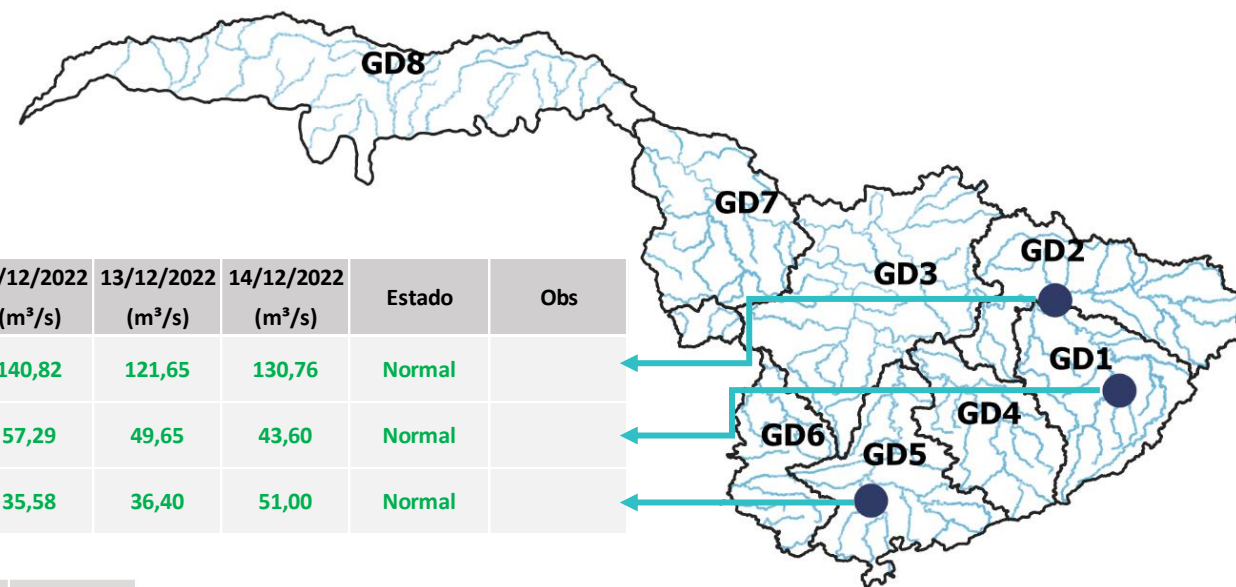 GD8
GD7
GD2
GD3
GD1
GD4
GD6
GD5
/12/2022 13/12/2022 14/12/2022 Estado Obs
(m³/s) (m³/s) (m³/s)
140,82 121,65 130,76 Normal
57,29 49,65 43,60 Normal
35,58 36,40 51,00 Normal